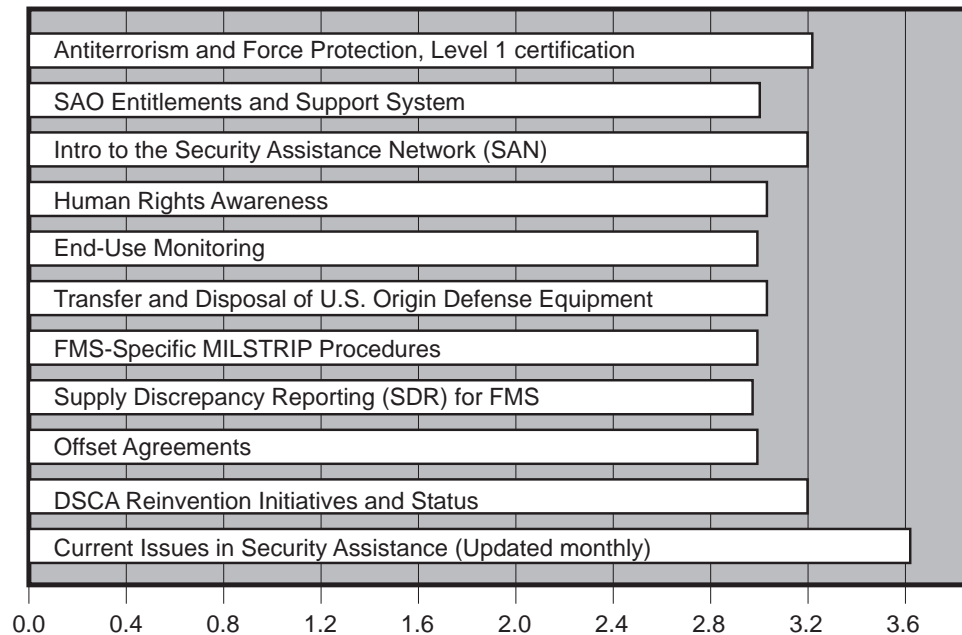 Antiterrorism and Force Protection, Level 1 certification
SAO Entitlements and Support System
Intro to the Security Assistance Network (SAN)
Human Rights Awareness
End-Use Monitoring
Transfer and Disposal of U.S. Origin Defense Equipment
FMS-Specific MILSTRIP Procedures
Supply Discrepancy Reporting (SDR) for FMS
Offset Agreements
DSCA Reinvention Initiatives and Status
Current Issues in Security Assistance (Updated monthly)
0.0 0.4 0.8 1.2 1.6 2.0 2.4 2.8 3.2 3.6